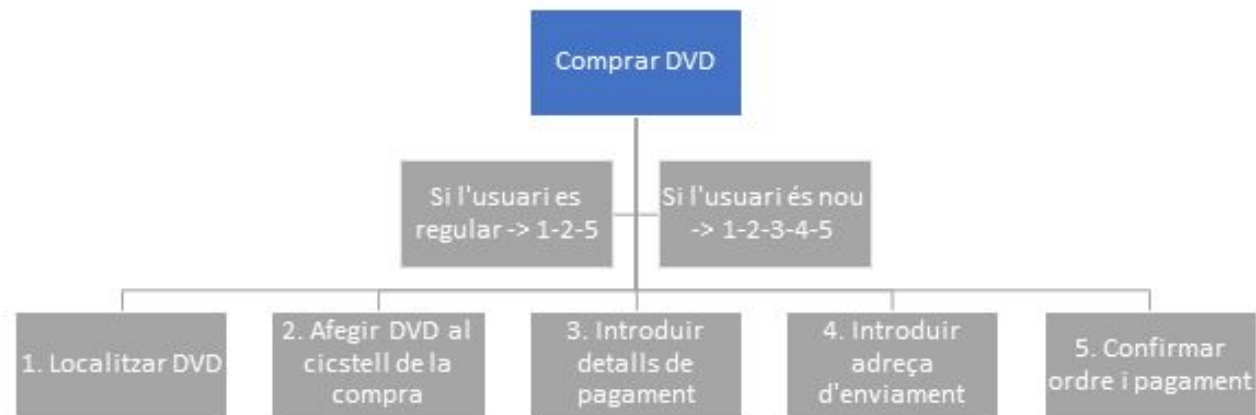 Comprar DVD
Si l'usuari es
regular -> 1-2-5
Si l'usuari és nou
-> 1-2-3-4-5
1. Localitzar DVD
2. Afegir DVD al
cicstell de la
compra
3. Introduir
detalls de
pagament
4. Introduir
adreça
d'enviament
5. Confirmar
ordre i pagament